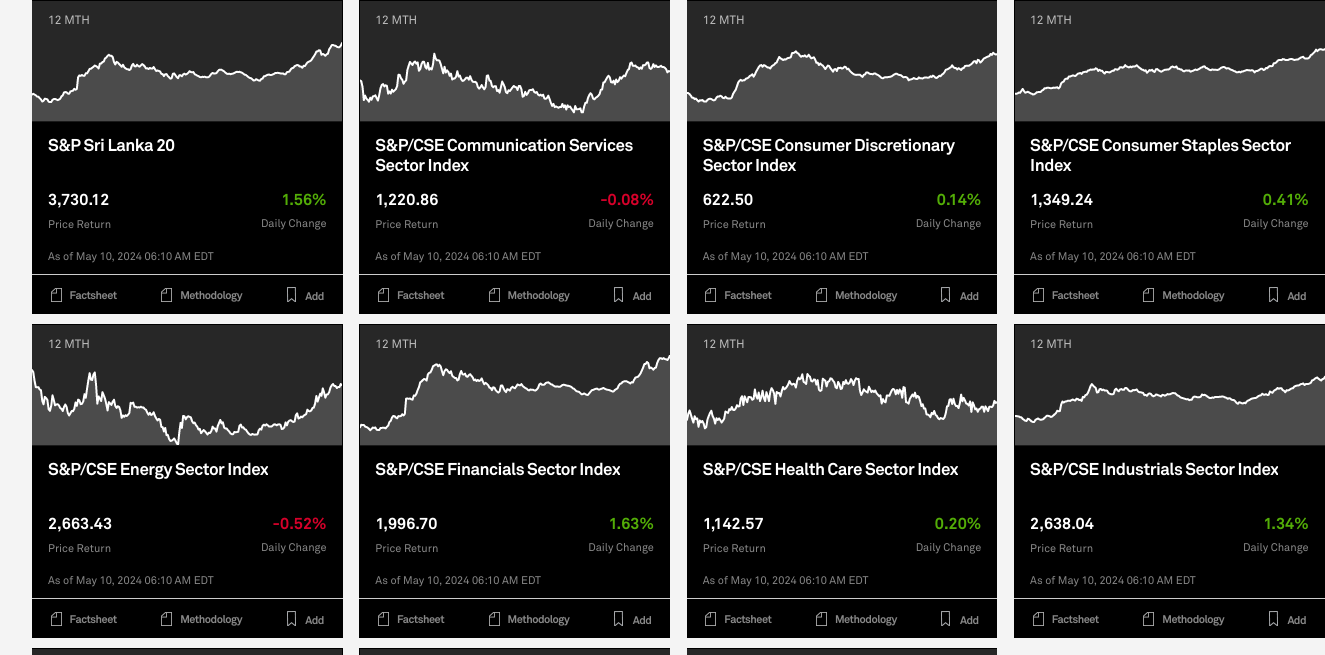 12 MTH
S&P Sri Lanka 20
3,730.12 1.56%
Price Return Daily Change
As of May 10, 2024 06:10 AM EDT
Factsheet Methodology Add
12 MTH
S&P/CSE Communication Services
Sector Index
1,220.86 -0.08%
Price Return Daily Change
As of May 10, 2024 06:10 AM EDT
Factsheet Methodology Add
12 MTH
S&P/CSE Consumer Discretionary
Sector Index
622.50 0.14%
Price Return Daily Change
As of May 10, 2024 06:10 AM EDT
Factsheet Methodology Add
12 MTH
S&P/CSE Consumer Staples Sector
Index
1,349.24 0.41%
Price Return Daily Change
As of May 10, 2024 06:10 AM EDT
Factsheet Methodology Add
12 MTH
S&P/CSE Energy Sector Index
2,663.43 -0.52%
Price Return Daily Change
As of May 10, 2024 06:10 AM EDT
Factsheet Methodology Add
12 MTH
S&P/CSE Financials Sector Index
1,996.70 1.63%
Price Return Daily Change
As of May 10, 2024 06:10 AM EDT
Factsheet Methodology Add
12 MTH
S&P/CSE Health Care Sector Index
1,142.57 0.20%
Price Return Daily Change
As of May 10, 2024 06:10 AM EDT
Factsheet Methodology Add
12 MTH
S&P/CSE Industrials Sector Index
2,638.04 1.34%
Price Return Daily Change
As of May 10, 2024 06:10 AM EDT
Factsheet Methodology Add